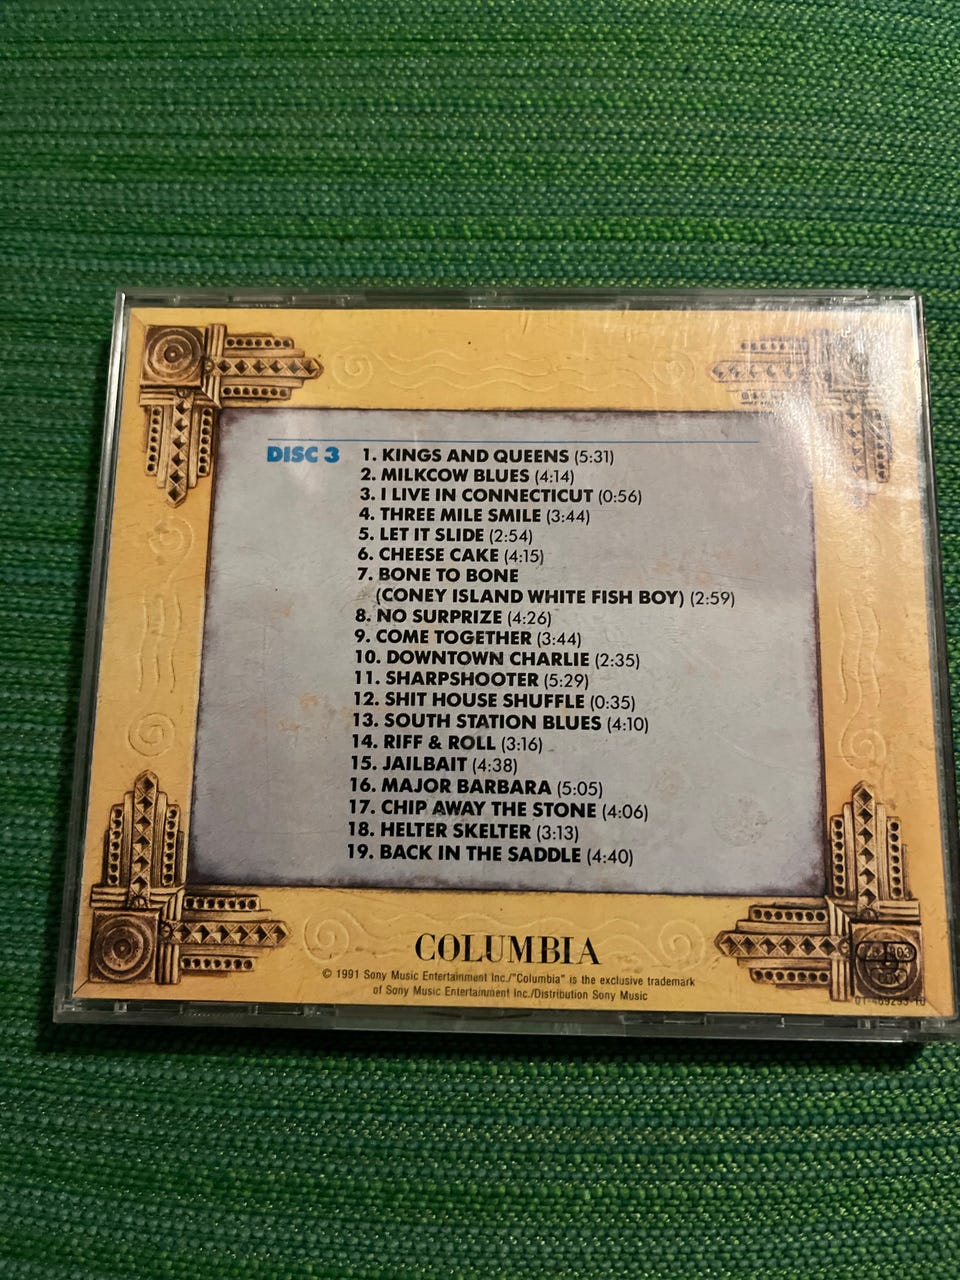 DISC 3 1. KINGS AND QUEENS (5:31)
2. MILKCOW BLUES (4:14)
3. I LIVE IN CONNECTICUT (0:56)
4. THREE MILE SMILE (3:44)
5. LET IT SLIDE (2:54)
6. CHEESE CAKE (4:15)
7. BONE TO BONE
(CONEY ISLAND WHITE FISH BOY) (2:59)
8. NO SURPRIZE (4:26)
9. COME TOGETHER (3:44)
10. DOWNTOWN CHARLIE (2:35)
11. SHARPSHOOTER (5:29)
12. SHIT HOUSE SHUFFLE (0:35)
13. SOUTH STATION BLUES (4:10)
14. RIFF & ROLL (3:16)
15. JAILBAIT (4:38)
16. MAJOR BARBARA (5:05)
17. CHIP AWAY THE STONE (4:06)
18. HELTER SKELTER (3:13)
19. BACK IN THE SADDLE (4:40)
COLUMBIA
© 1991 Sony Music Entertainment Inc./"Columbia" is the exclusive trademark
of Sony Music Entertainment Inc./Distribution Sony Music
01-469293-10